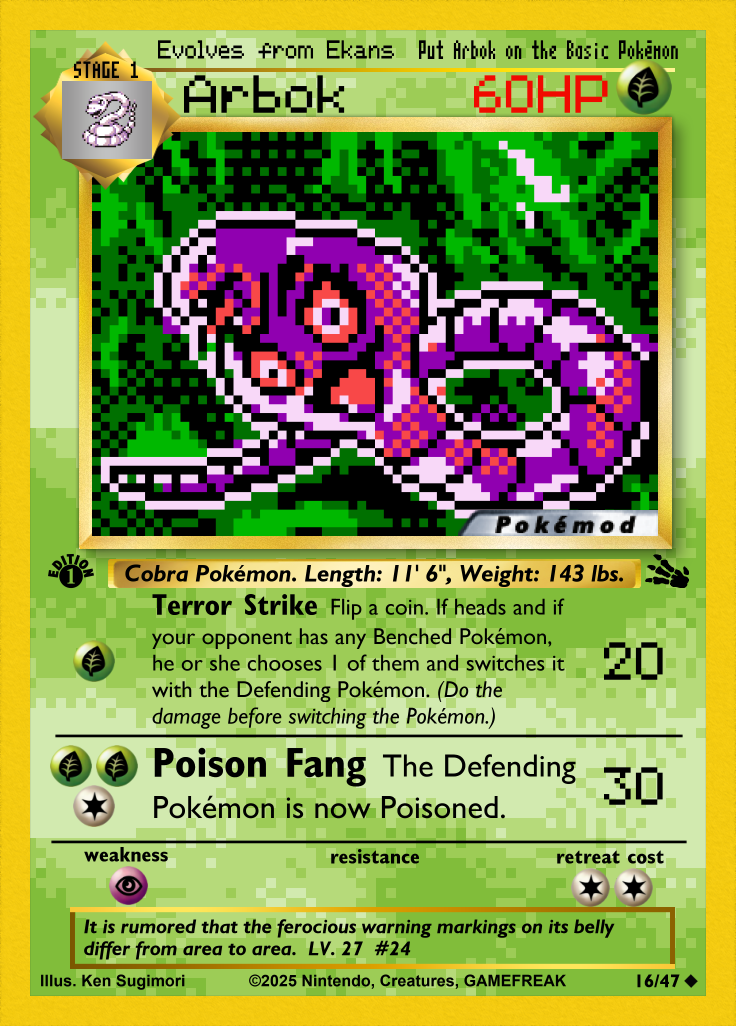 Evolves from Ekans Put Arbok on the Basic Pokémon
STAGE 1
Arbok 60HP
Pokémod
EDITION 1
Cobra Pokémon. Length: 11' 6", Weight: 143 lbs.
Terror Strike Flip a coin. If heads and if
your opponent has any Benched Pokémon,
he or she chooses 1 of them and switches it
with the Defending Pokémon. (Do the
damage before switching the Pokémon.)
20
Poison Fang The Defending
Pokémon is now Poisoned.
30
weakness resistance retreat cost
It is rumored that the ferocious warning markings on its belly
differ from area to area. LV. 27 #24
Illus. Ken Sugimori ©2025 Nintendo, Creatures, GAMEFREAK 16/47